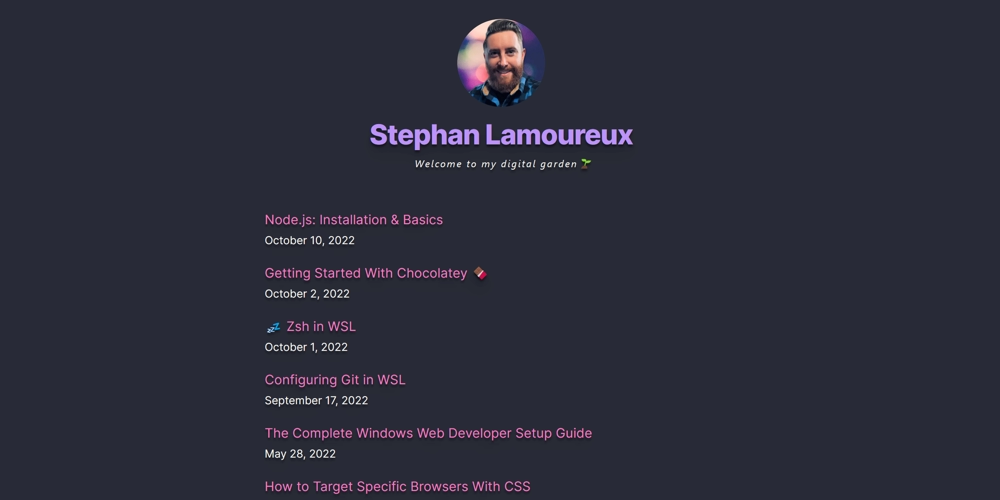 Stephan Lamoureux
Welcome to my digital garden 🌱
Node.js: Installation & Basics
October 10, 2022
Getting Started With Chocolatey 🍫
October 2, 2022
💤 Zsh in WSL
October 1, 2022
Configuring Git in WSL
September 17, 2022
The Complete Windows Web Developer Setup Guide
May 28, 2022
How to Target Specific Browsers With CSS